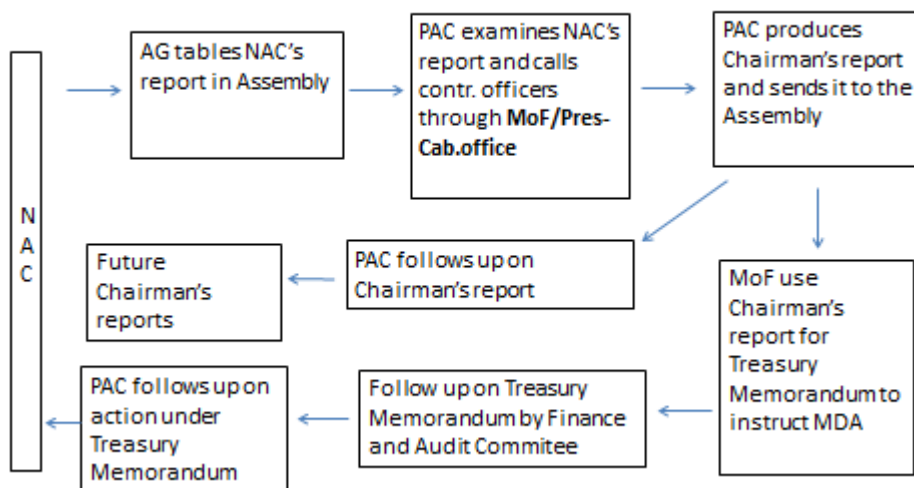 N
A
C
AG tables NAC's
report in Assembly
PAC examines NAC's
report and calls
contr. officers
through MoF/Pres-
Cab.office
PAC produces
Chairman's report
and sends it to the
Assembly
Future
Chairman's
reports
PAC follows up on
Chairman's report
MoF use
Chairman's
report for
Treasury
Memorandum to
instruct MDA
PAC follows up on
action under
Treasury
Memorandum
Follow up on Treasury
Memorandum by Finance
and Audit Commitee